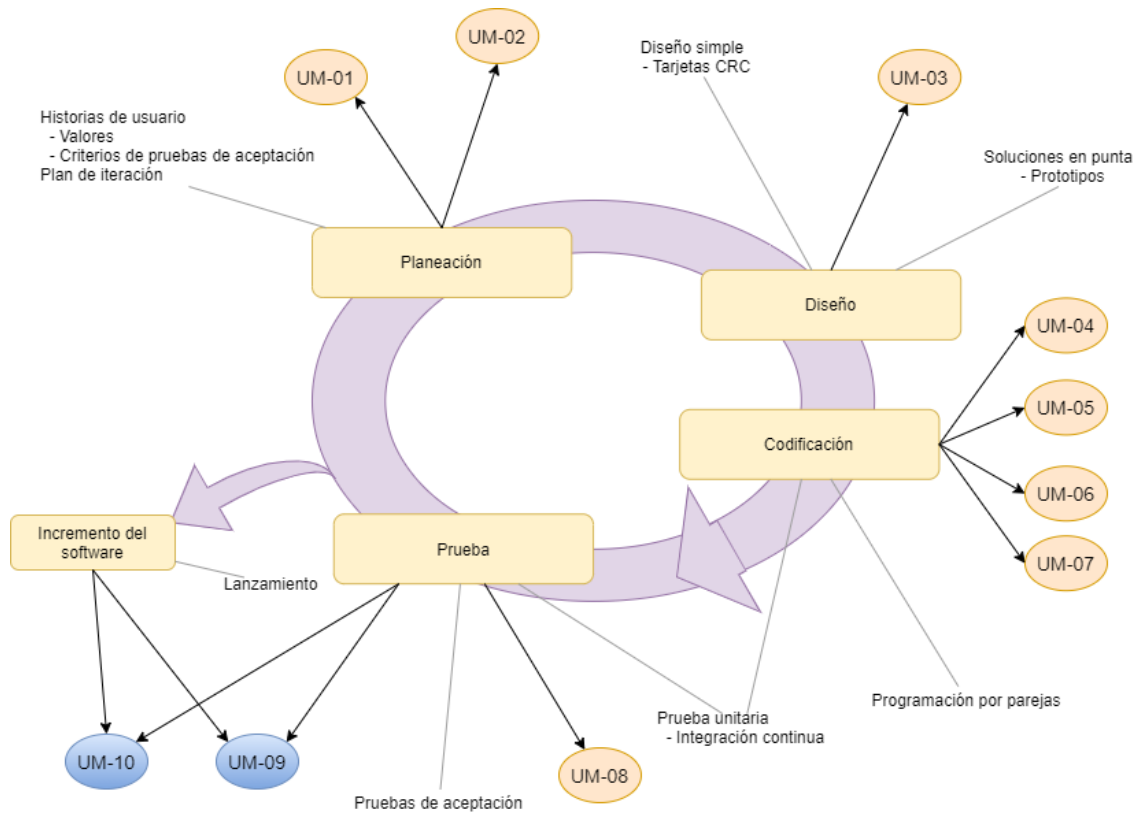 UM-02
UM-01
Diseño simple
- Tarjetas CRC
UM-03
Historias de usuario
- Valores
- Criterios de pruebas de aceptación
Plan de iteración
Soluciones en punta
- Prototipos
Planeación
Diseño
UM-04
UM-05
Codificación
UM-06
UM-07
Incremento del
software
Prueba
Lanzamiento
Programación por parejas
Prueba unitaria
- Integración continua
UM-10
UM-09
UM-08
Pruebas de aceptación